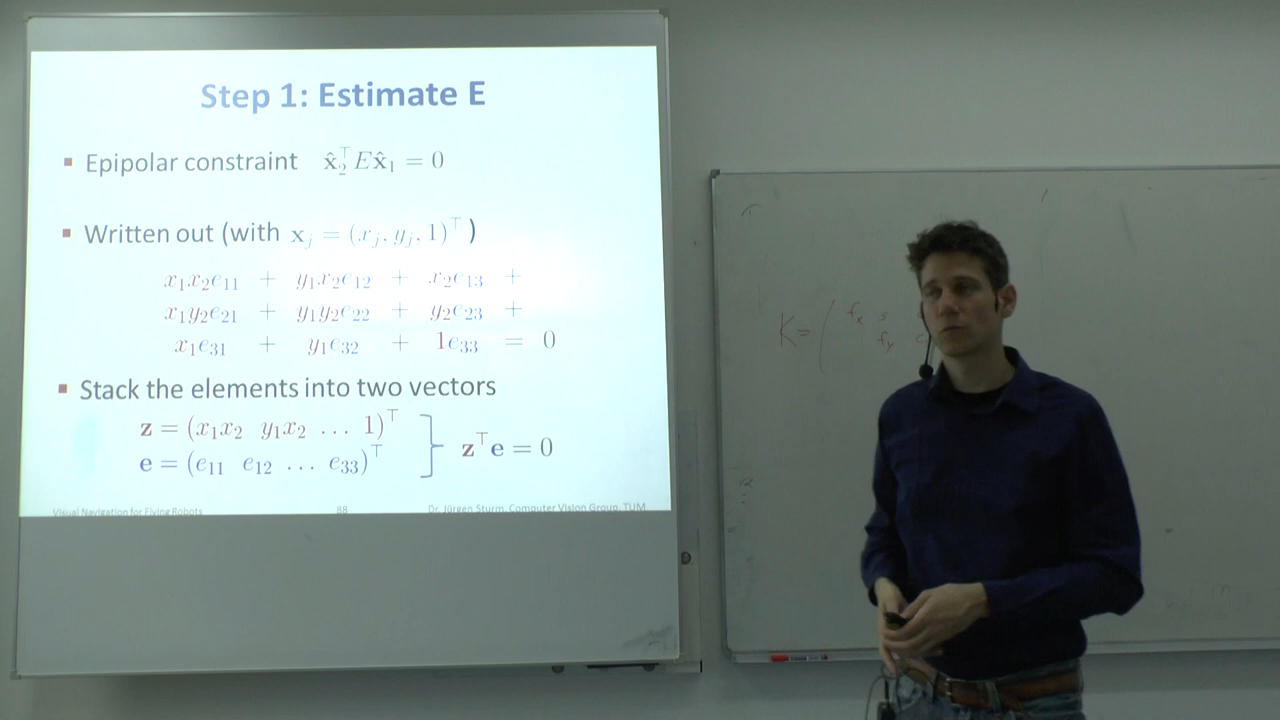 Step 1: Estimate E
▪ Epipolar constraint x̂₂ᵀ E x̂₁ = 0
▪ Written out (with xⱼ = (xⱼ, yⱼ, 1)ᵀ )
x₁x₂e₁₁ + y₁x₂e₁₂ + x₂e₁₃ +
x₁y₂e₂₁ + y₁y₂e₂₂ + y₂e₂₃ +
x₁e₃₁ + y₁e₃₂ + 1e₃₃ = 0
▪ Stack the elements into two vectors
z = (x₁x₂ y₁x₂ … 1)ᵀ
e = (e₁₁ e₁₂ … e₃₃)ᵀ
zᵀe = 0
Visual Navigation for Flying Robots 88 Dr. Jürgen Sturm, Computer Vision Group, TUM
K = ( fₓ s
f_y